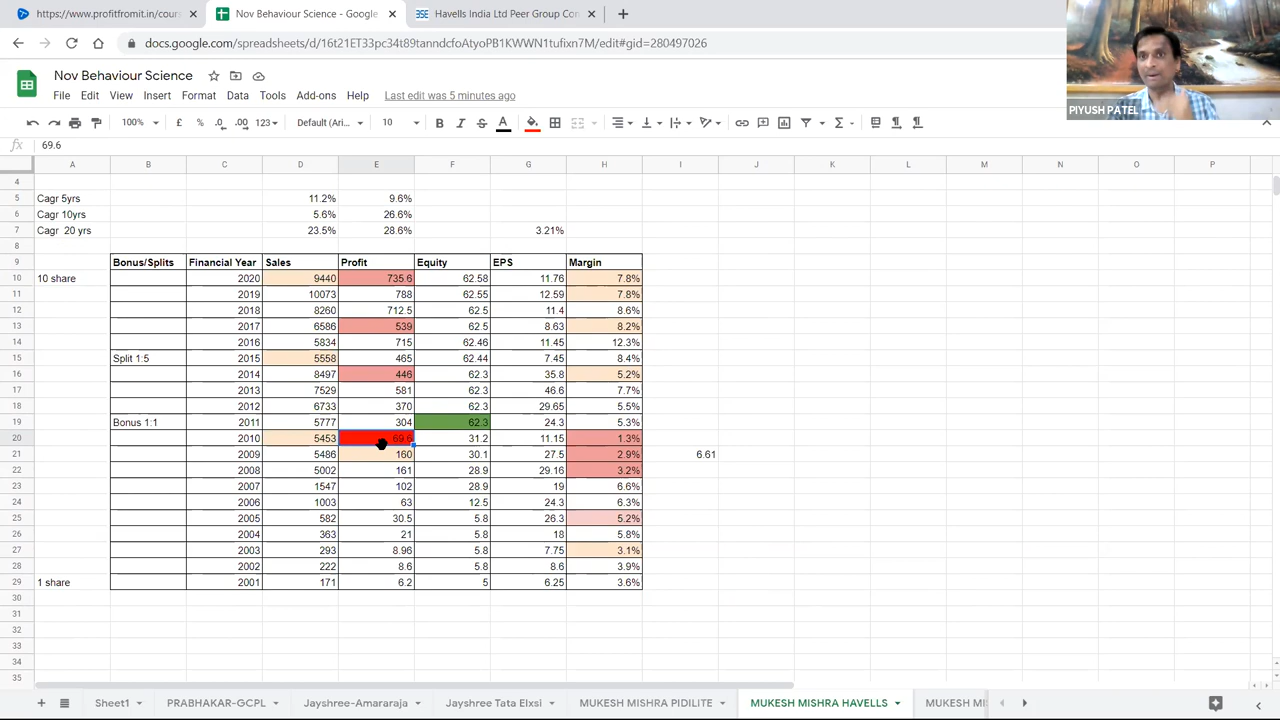 https://www.profitfromit.in/cour
Nov Behaviour Science - Google
Havells India Ltd Peer Group Con
docs.google.com/spreadsheets/d/16t21ET33pc34t89tanndcfoAtyoPB1KWWN1tufixn7M/edit#gid=280497026
Nov Behaviour Science
File Edit View Insert Format Data Tools Add-ons Help Last edit was 5 minutes ago
PIYUSH PATEL
100% £ % .0 .00 123 Default (Ari... 10 B I S A
fx 69.6
A B C D E F G H I J K L M N O P
4
5 Cagr 5yrs 11.2% 9.6%
6 Cagr 10yrs 5.6% 26.6%
7 Cagr 20 yrs 23.5% 28.6% 3.21%
8
9 Bonus/Splits Financial Year Sales Profit Equity EPS Margin
10 10 share 2020 9440 735.6 62.58 11.76 7.8%
11 2019 10073 788 62.55 12.59 7.8%
12 2018 8260 712.5 62.5 11.4 8.6%
13 2017 6586 539 62.5 8.63 8.2%
14 2016 5834 715 62.46 11.45 12.3%
15 Split 1:5 2015 5558 465 62.44 7.45 8.4%
16 2014 8497 446 62.3 35.8 5.2%
17 2013 7529 581 62.3 46.6 7.7%
18 2012 6733 370 62.3 29.65 5.5%
19 Bonus 1:1 2011 5777 304 62.3 24.3 5.3%
20 2010 5453 69.6 31.2 11.15 1.3%
21 2009 5486 160 30.1 27.5 2.9% 6.61
22 2008 5002 161 28.9 29.16 3.2%
23 2007 1547 102 28.9 19 6.6%
24 2006 1003 63 12.5 24.3 6.3%
25 2005 582 30.5 5.8 26.3 5.2%
26 2004 363 21 5.8 18 5.8%
27 2003 293 8.96 5.8 7.75 3.1%
28 2002 222 8.6 5.8 8.6 3.9%
29 1 share 2001 171 6.2 5 6.25 3.6%
30
31
32
33
34
35
Sheet1 PRABHAKAR-GCPL Jayshree-Amararaja Jayshree Tata Elxsi MUKESH MISHRA PIDILITE MUKESH MISHRA HAVELLS MUKESH MI